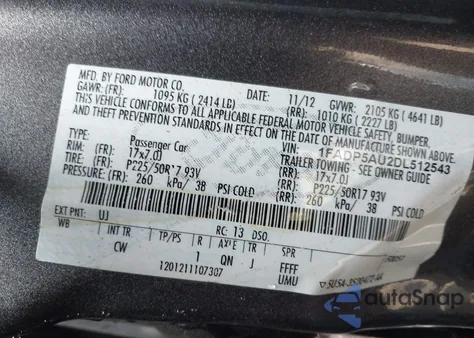 MFD. BY FORD MOTOR CO.
DATE: 11/12 GVWR: 2105 KG ( 4641 LB)
GAWR: (FR): 1095 KG ( 2414 LB) (RR): 1010 KG ( 2227 LB)
THIS VEHICLE CONFORMS TO ALL APPLICABLE FEDERAL MOTOR VEHICLE SAFETY, BUMPER,
AND THEFT PREVENTION STANDARDS IN EFFECT ON THE DATE OF MANUFACTURE SHOWN ABOVE.
VIN: 1FADP5AU2DL512543
TYPE: Passenger Car TRAILER TOWING - SEE OWNER GUIDE
RIM: (FR): 17x7.0J (RR): 17x7.0J
TIRE: (FR): P225/50R17 93V (RR): P225/50R17 93V
PRESSURE: (FR): 260 kPa/ 38 PSI COLD (RR): 260 kPa/ 38 PSI COLD
EXT PNT: UJ RC: 13 DSO:
WB INT TR TP/PS R AXLE TR SPR
CW 1 QN J FFFF
UMU
1201211107307
autaSnap